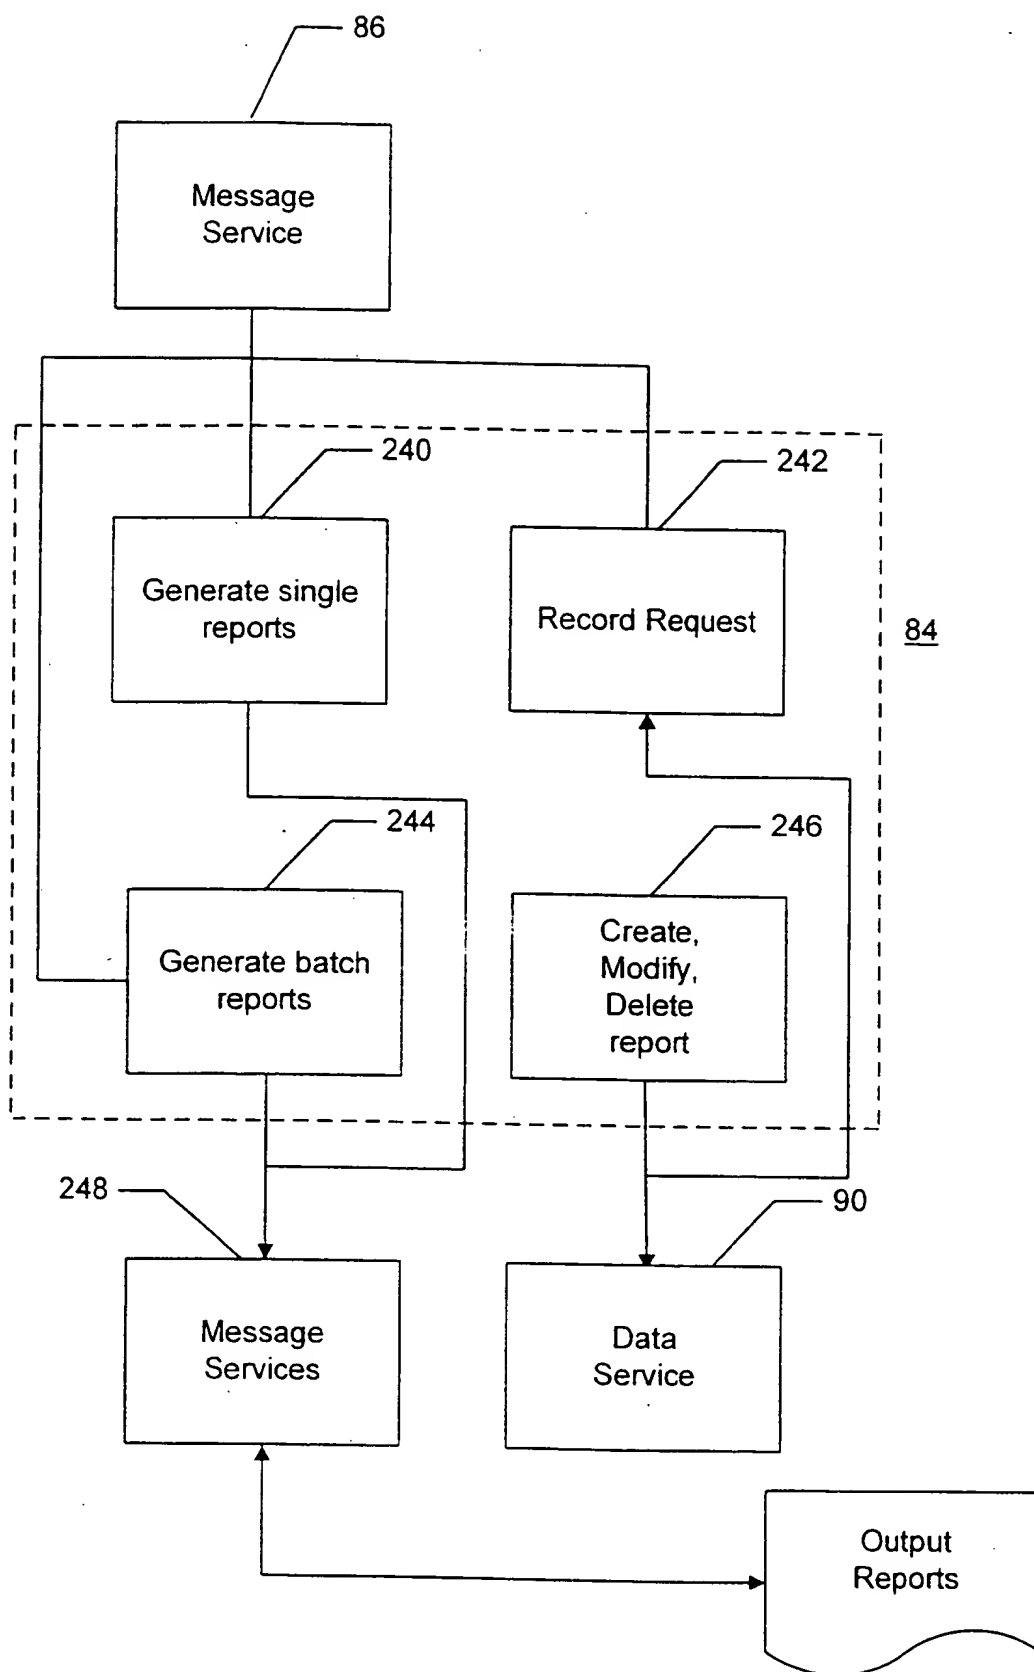 86
Message
Service
240
242
Generate single
reports
Record Request
84
244
246
Generate batch
reports
Create,
Modify,
Delete
report
248
90
Message
Services
Data
Service
Output
Reports